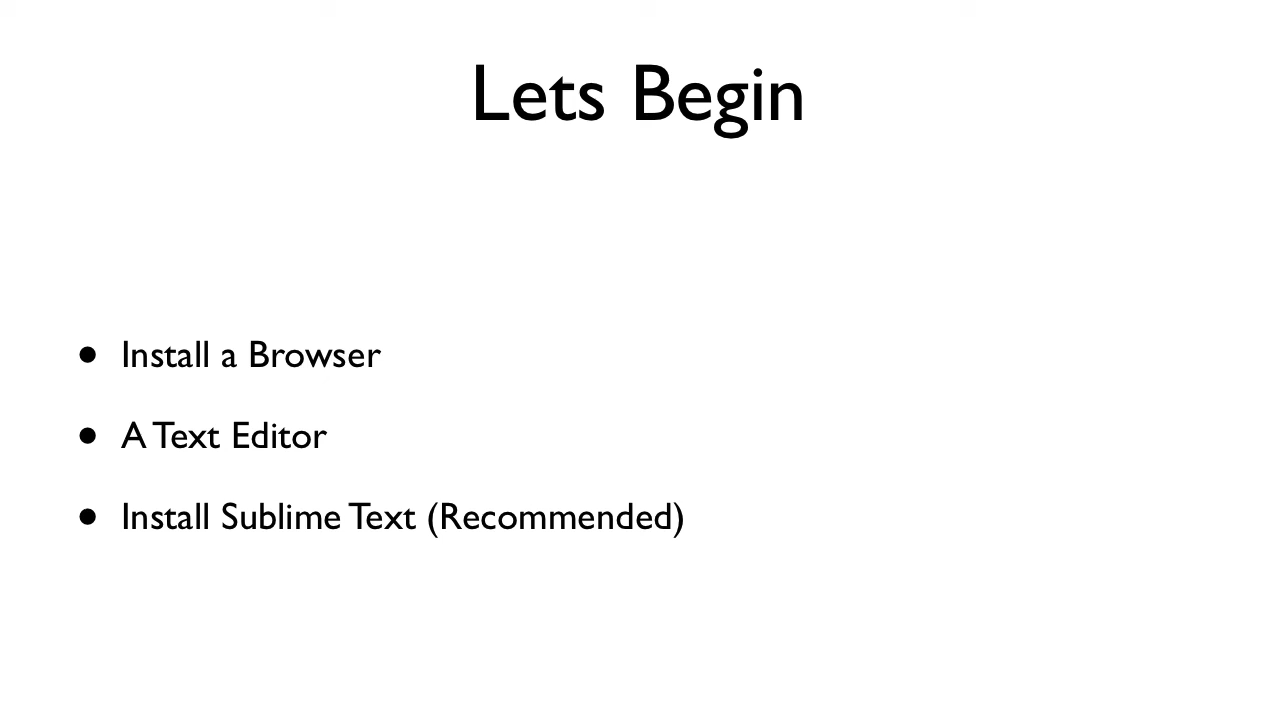 Lets Begin
• Install a Browser
• A Text Editor
• Install Sublime Text (Recommended)